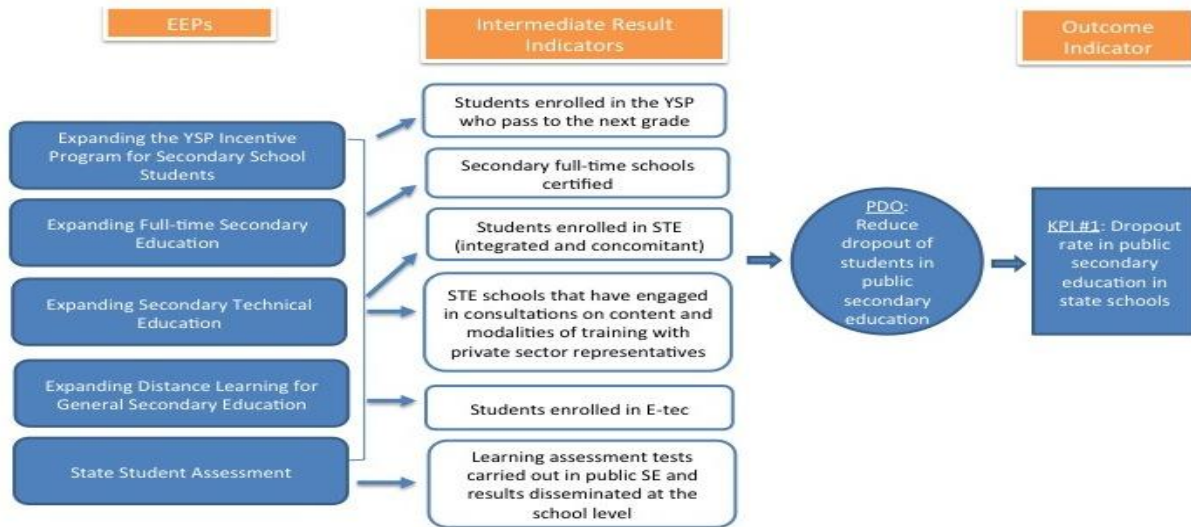 EEPs
Intermediate Result
Indicators
Outcome
Indicator
Expanding the YSP Incentive
Program for Secondary School
Students
Expanding Full-time Secondary
Education
Expanding Secondary Technical
Education
Expanding Distance Learning for
General Secondary Education
State Student Assessment
Students enrolled in the YSP
who pass to the next grade
Secondary full-time schools
certified
Students enrolled in STE
(integrated and concomitant)
STE schools that have engaged
in consultations on content and
modalities of training with
private sector representatives
Students enrolled in E-tec
Learning assessment tests
carried out in public SE and
results disseminated at the
school level
PDO:
Reduce
dropout of
students in
public
secondary
education
KPI #1: Dropout
rate in public
secondary
education in
state schools